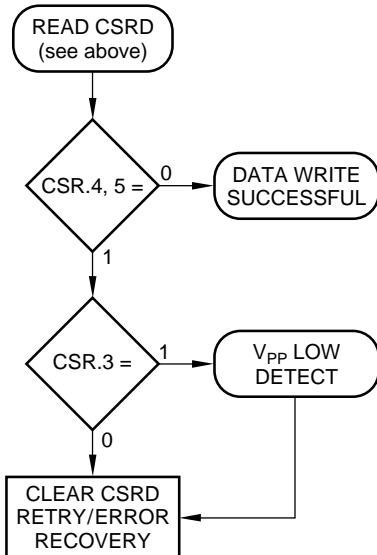 READ CSRD
(see above)
CSR.4, 5 =
0
DATA WRITE
SUCCESSFUL
1
CSR.3 =
1
VPP LOW
DETECT
0
CLEAR CSRD
RETRY/ERROR
RECOVERY